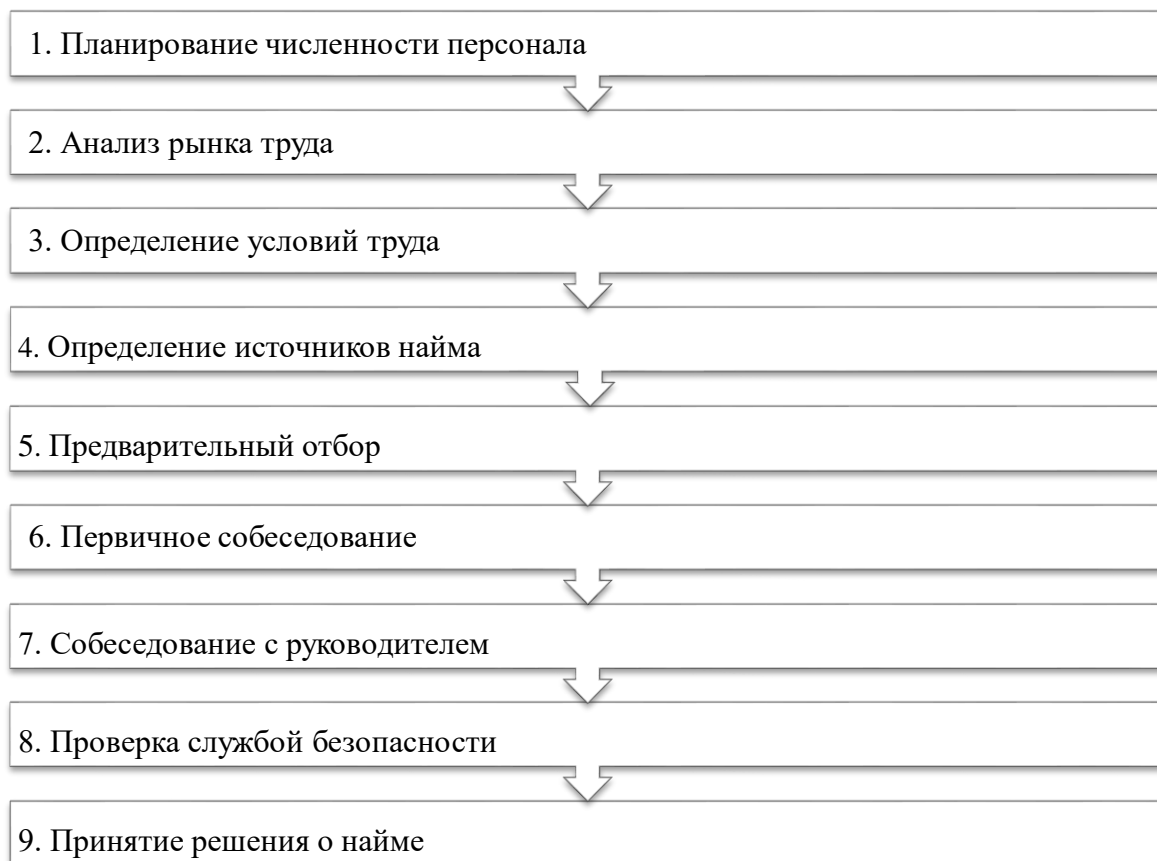 1. Планирование численности персонала
2. Анализ рынка труда
3. Определение условий труда
4. Определение источников найма
5. Предварительный отбор
6. Первичное собеседование
7. Собеседование с руководителем
8. Проверка службой безопасности
9. Принятие решения о найме